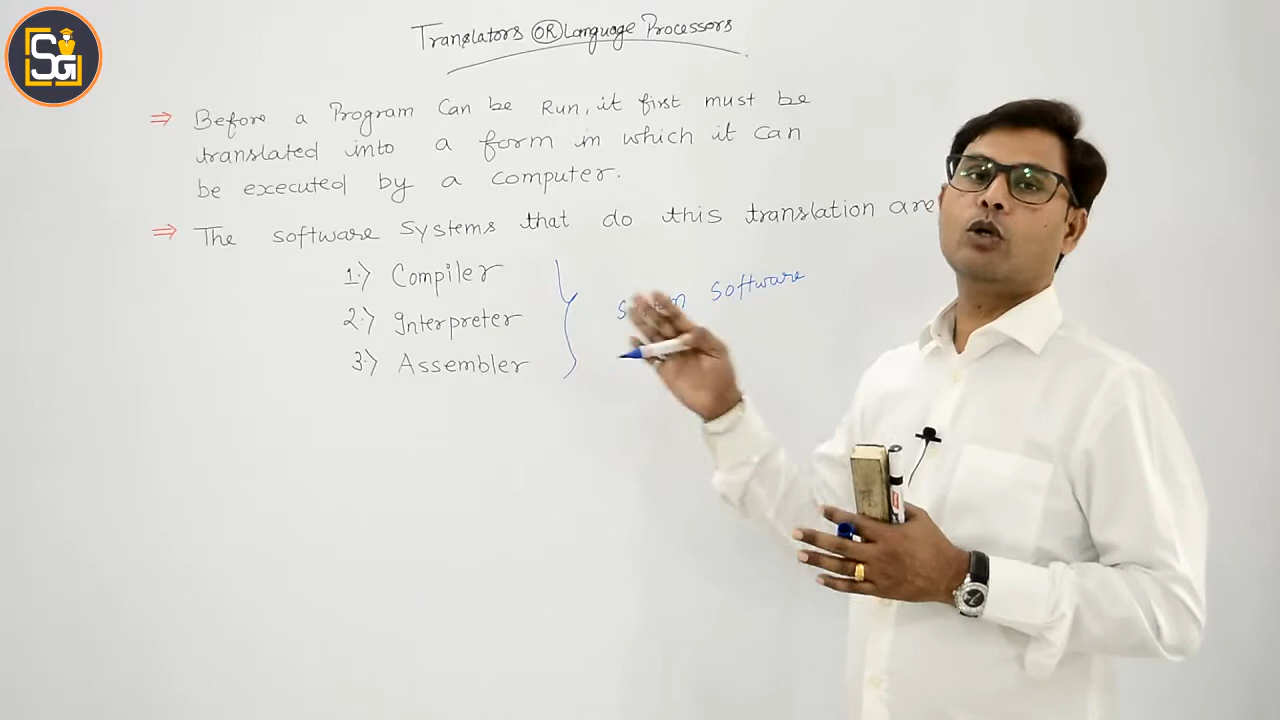 SG
Translators OR Language Processors
⇒ Before a Program Can be Run, it first must be
translated into a form in which it can
be executed by a computer.
⇒ The software systems that do this translation are
1.) Compiler
2.) Interpreter
3.) Assembler
software